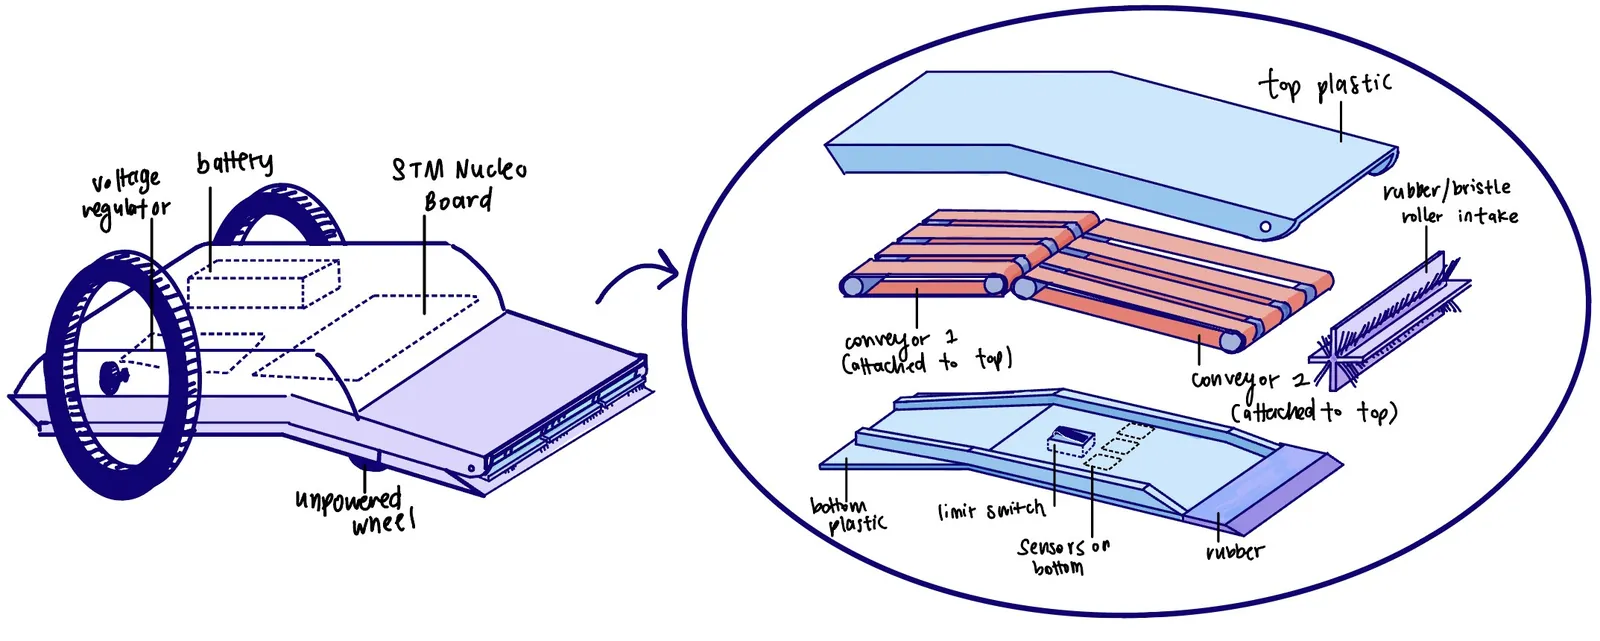 voltage
regulator
battery
STM Nucleo
Board
unpowered
wheel
top plastic
rubber/bristle
roller intake
conveyor 1
(attached to top)
conveyor 2
(attached to top)
bottom
plastic
limit switch
sensors on
bottom
rubber